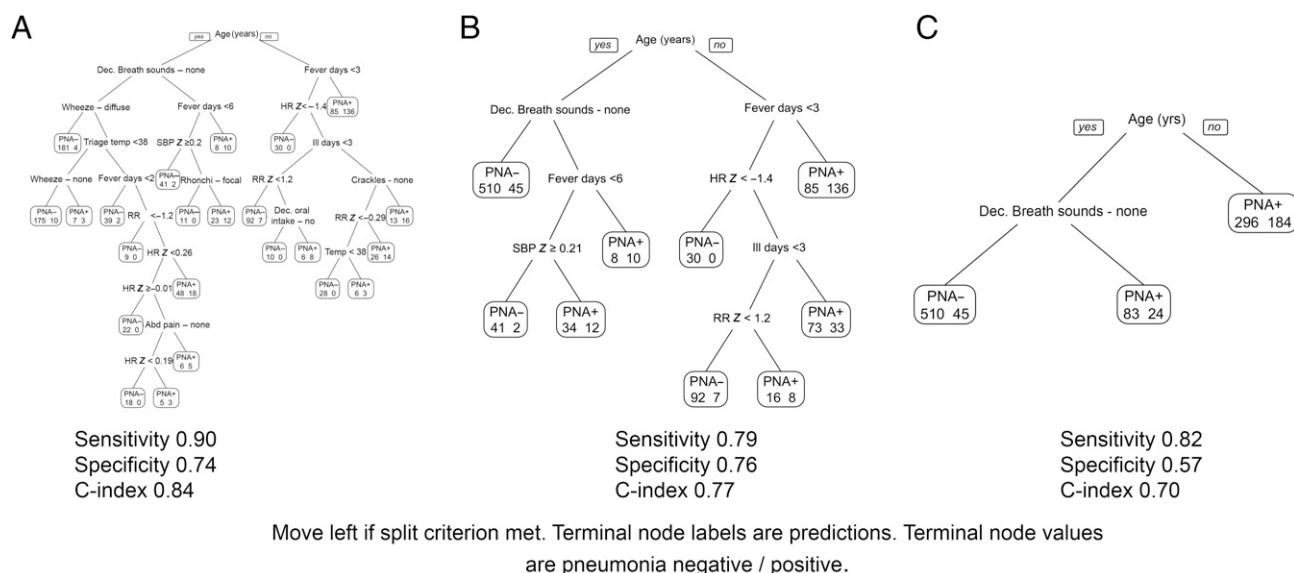 A
yes Age (years) no
Dec. Breath sounds – none
Fever days <3
Wheeze – diffuse
Fever days <6
HR Z< −1.4
PNA+
85 136
PNA−
181 4
Triage temp <38
SBP Z ≥0.2
PNA+
8 10
PNA−
30 0
Ill days <3
Wheeze – none
Fever days <2
PNA−
41 2
Rhonchi – focal
RR Z <1.2
Crackles - none
PNA−
175 10
PNA+
7 3
PNA−
39 2
RR <−1.2
PNA−
11 0
PNA+
23 12
PNA−
92 7
Dec. oral
intake – no
RR Z <−0.29
PNA+
13 16
PNA−
9 0
HR Z <0.26
PNA−
10 0
PNA+
6 8
Temp < 38
PNA+
26 14
HR Z ≥−0.01
PNA+
48 18
PNA−
28 0
PNA+
6 3
PNA−
22 0
Abd pain – none
HR Z < 0.19
PNA+
6 5
PNA−
18 0
PNA+
5 3
Sensitivity 0.90
Specificity 0.74
C-index 0.84
B
yes Age (years) no
Dec. Breath sounds - none
Fever days <3
PNA−
510 45
Fever days <6
HR Z < −1.4
PNA+
85 136
SBP Z ≥ 0.21
PNA+
8 10
PNA−
30 0
Ill days <3
PNA−
41 2
PNA+
34 12
RR Z < 1.2
PNA+
73 33
PNA−
92 7
PNA+
16 8
Sensitivity 0.79
Specificity 0.76
C-index 0.77
C
yes Age (yrs) no
Dec. Breath sounds - none
PNA+
296 184
PNA−
510 45
PNA+
83 24
Sensitivity 0.82
Specificity 0.57
C-index 0.70
Move left if split criterion met. Terminal node labels are predictions. Terminal node values
are pneumonia negative / positive.